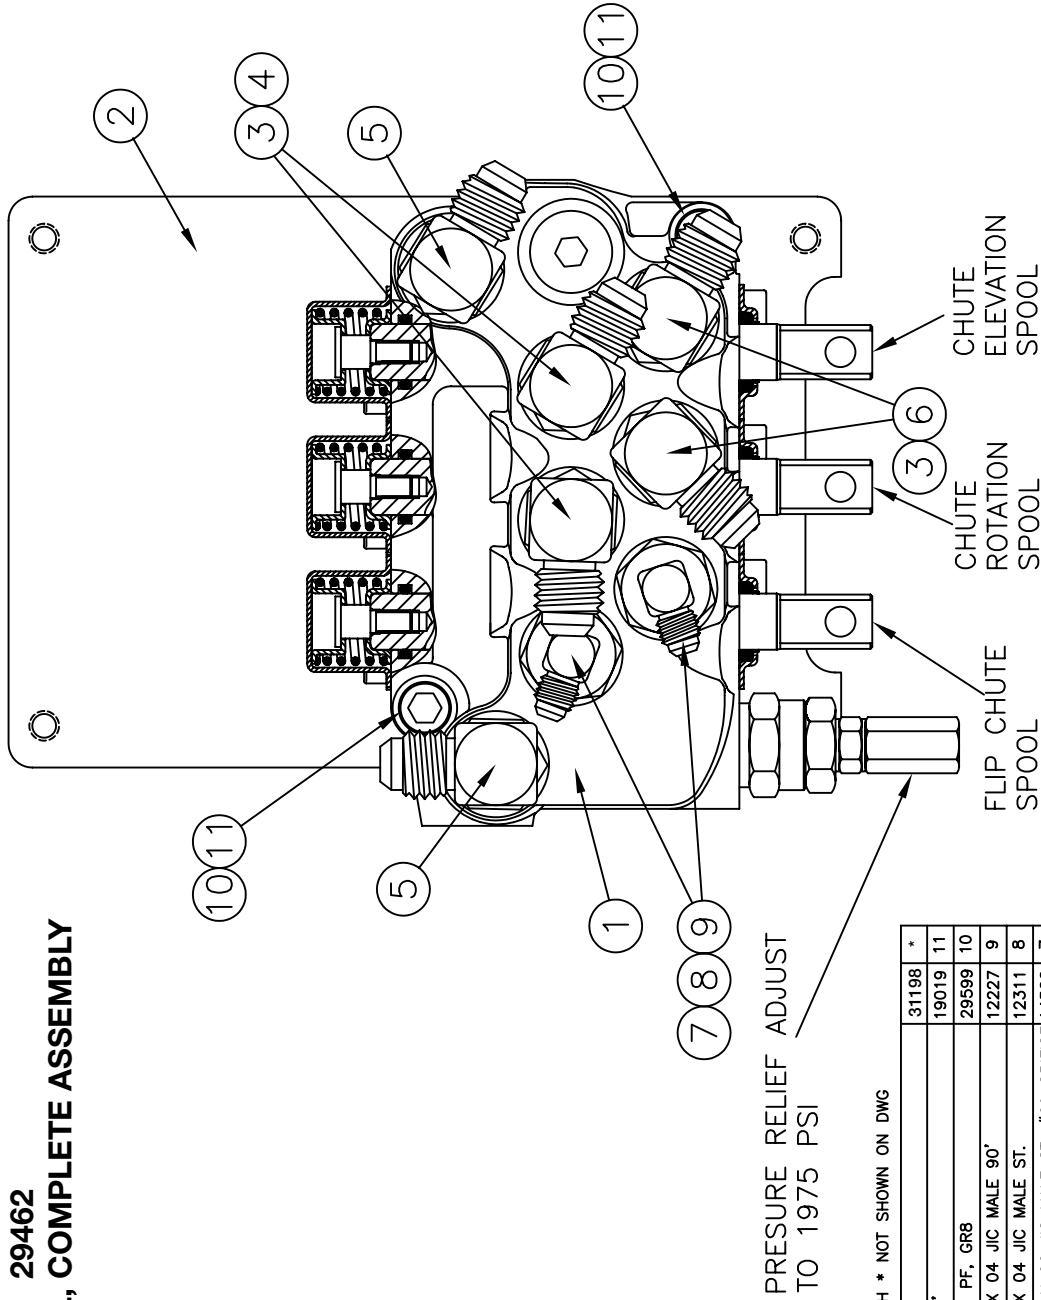 29462
, COMPLETE ASSEMBLY
10 11
5
1
7 8 9
2
3 4
5
10 11
3 6
PRESURE RELIEF ADJUST
TO 1975 PSI
FLIP CHUTE
SPOOL
CHUTE
ROTATION
SPOOL
CHUTE
ELEVATION
SPOOL
* NOT SHOWN ON DWG
31198 *
19019 11
PF, GR8 29599 10
X 04 JIC MALE 90' 12227 9
X 04 JIC MALE ST. 12311 8